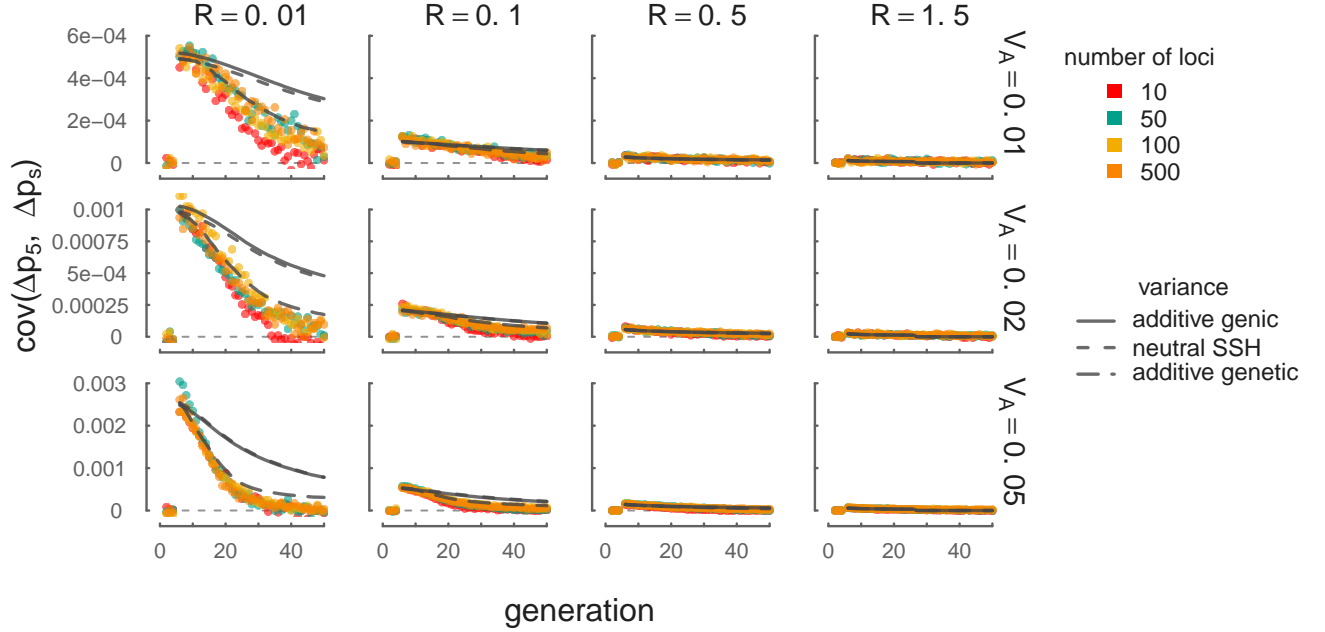 R = 0. 01 R = 0. 1 R = 0. 5 R = 1. 5
6e−04
4e−04
2e−04
0
V_A = 0. 01
0.001
0.00075
5e−04
0.00025
0
V_A = 0. 02
0.003
0.002
0.001
0
V_A = 0. 05
0 20 40 0 20 40 0 20 40 0 20 40
cov(Δp₅, Δpₛ)
generation
number of loci
10
50
100
500
variance
additive genic
neutral SSH
additive genetic